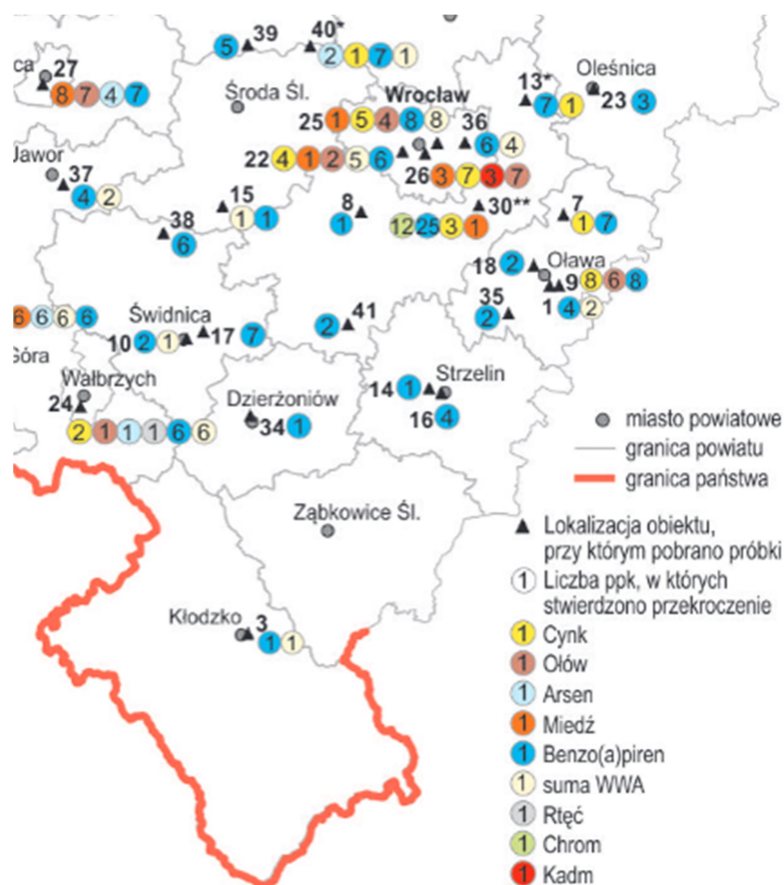 5 39
40*
2 1 7 1
ca 27
8 7 4 7
Środa Śl.
13*
7 1
Oleśnica
23 3
Wrocław
25 1 5 4 8 8
36
6 4
22 4 1 2 5 6
26 3 7 3 7
Jawor
37
4 2
15
1 1
38
6
8
1
30**
12 25 3 1
7
1 7
18 2
Oława
9 8 6 8
1 4 2
35
2
6 6 6 6
Świdnica
10 2 1
17 7
41
2
Góra
Wałbrzych
24
2 1 1 1 6 6
Dzierżoniów
34 1
14 1
Strzelin
16 4
miasto powiatowe
granica powiatu
granica państwa
Ząbkowice Śl.
Lokalizacja obiektu,
przy którym pobrano próbki
1 Liczba ppk, w których
stwierdzono przekroczenie
Kłodzko
3
1 1
1 Cynk
1 Ołów
1 Arsen
1 Miedź
1 Benzo(a)piren
1 suma WWA
1 Rtęć
1 Chrom
1 Kadm